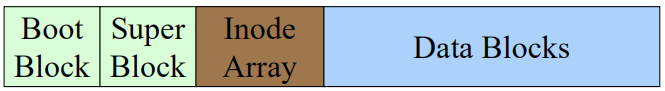 Boot
Block
Super
Block
Inode
Array
Data Blocks